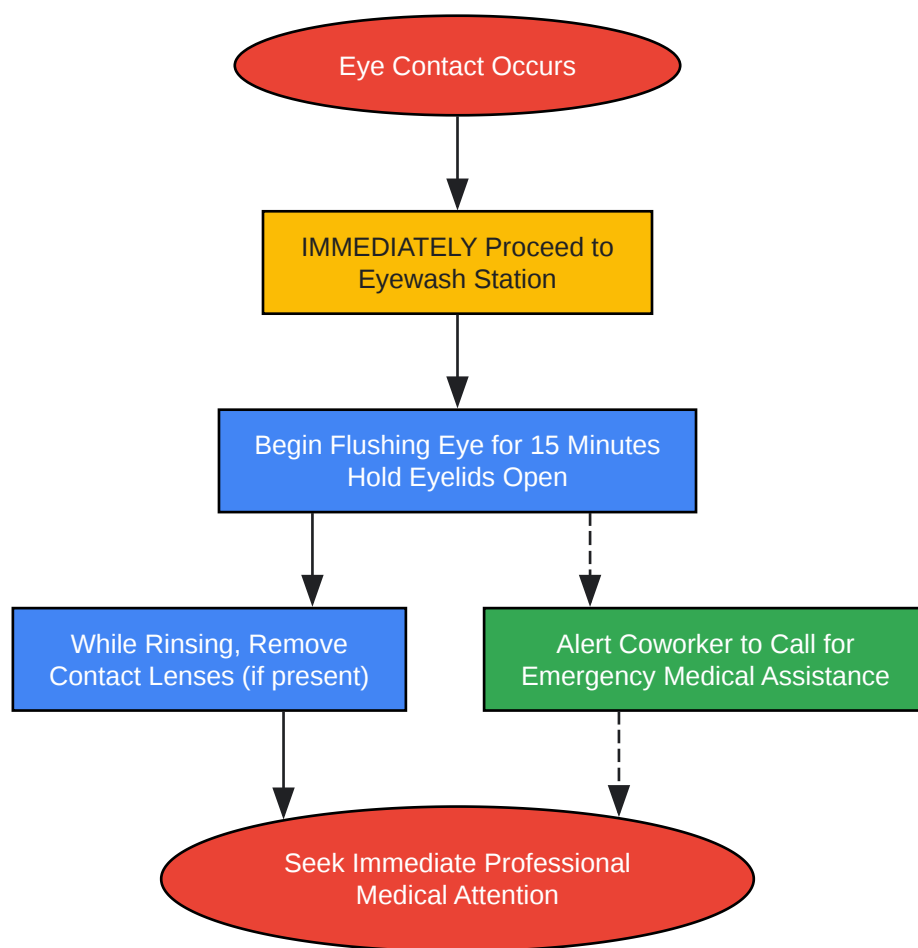 Eye Contact Occurs
IMMEDIATELY Proceed to
Eyewash Station
Begin Flushing Eye for 15 Minutes
Hold Eyelids Open
While Rinsing, Remove
Contact Lenses (if present)
Alert Coworker to Call for
Emergency Medical Assistance
Seek Immediate Professional
Medical Attention